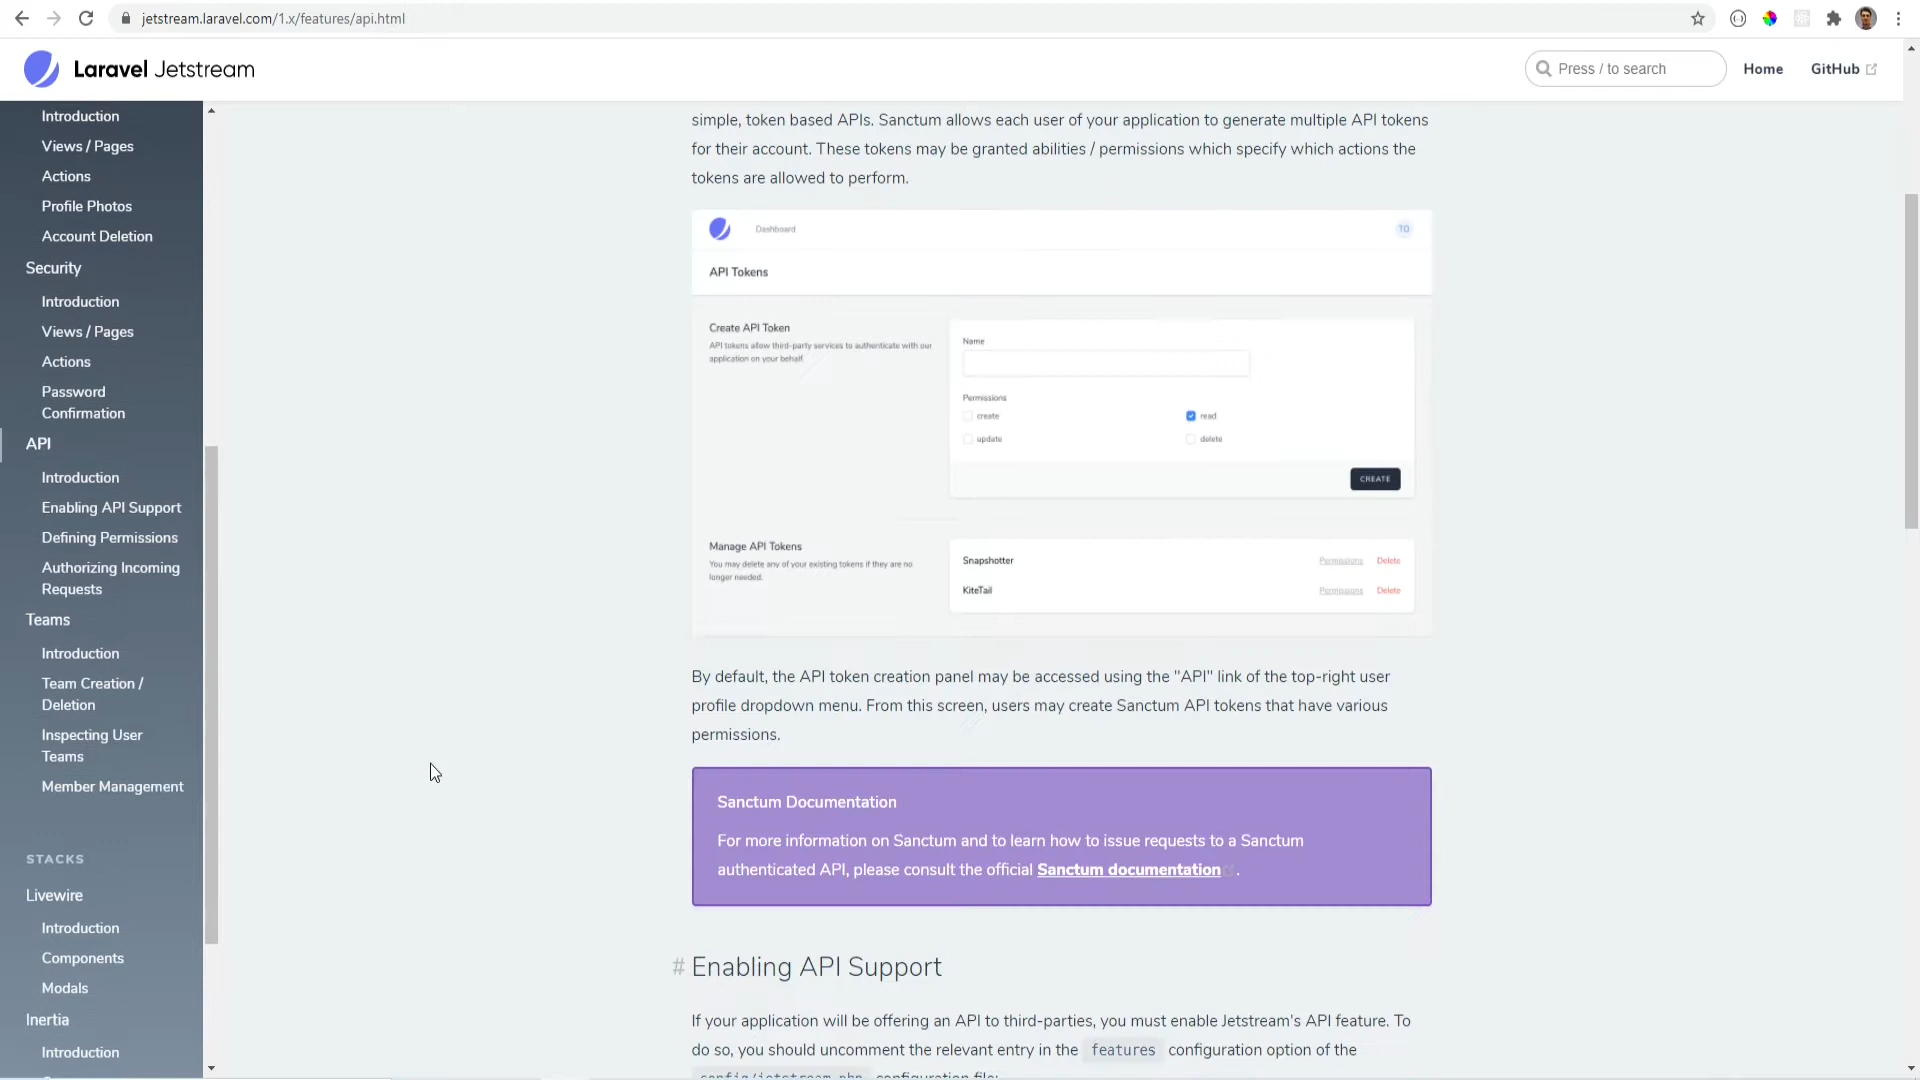 jetstream.laravel.com/1.x/features/api.html
Laravel Jetstream
Press / to search
Home
GitHub
Introduction
Views / Pages
Actions
Profile Photos
Account Deletion
Security
Introduction
Views / Pages
Actions
Password
Confirmation
API
Introduction
Enabling API Support
Defining Permissions
Authorizing Incoming
Requests
Teams
Introduction
Team Creation /
Deletion
Inspecting User
Teams
Member Management
STACKS
Livewire
Introduction
Components
Modals
Inertia
Introduction
simple, token based APIs. Sanctum allows each user of your application to generate multiple API tokens
for their account. These tokens may be granted abilities / permissions which specify which actions the
tokens are allowed to perform.
Dashboard
TO
API Tokens
Create API Token
API tokens allow third-party services to authenticate with our
application on your behalf.
Name
Permissions
create
read
update
delete
CREATE
Manage API Tokens
You may delete any of your existing tokens if they are no
longer needed.
Snapshotter
Permissions
Delete
KiteTail
Permissions
Delete
By default, the API token creation panel may be accessed using the "API" link of the top-right user
profile dropdown menu. From this screen, users may create Sanctum API tokens that have various
permissions.
Sanctum Documentation
For more information on Sanctum and to learn how to issue requests to a Sanctum
authenticated API, please consult the official Sanctum documentation .
# Enabling API Support
If your application will be offering an API to third-parties, you must enable Jetstream's API feature. To
do so, you should uncomment the relevant entry in the features configuration option of the
config/jetstream.php configuration file: